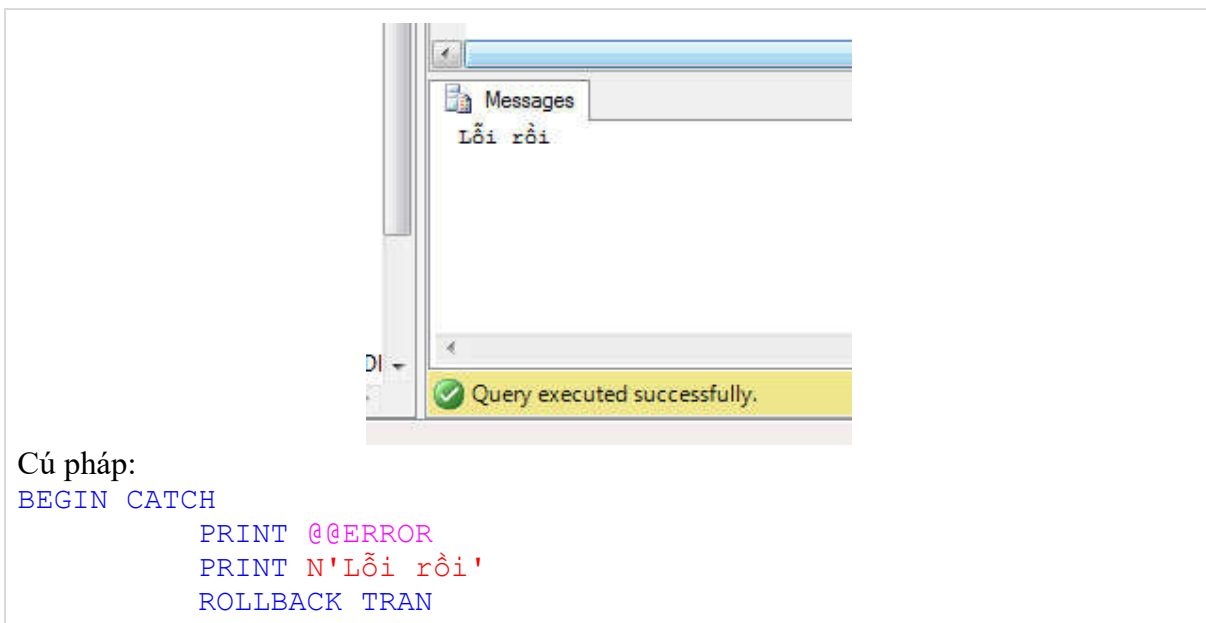 Messages
Lỗi rồi
Query executed successfully.
Cú pháp:
BEGIN CATCH
PRINT @@ERROR
PRINT N'Lỗi rồi'
ROLLBACK TRAN